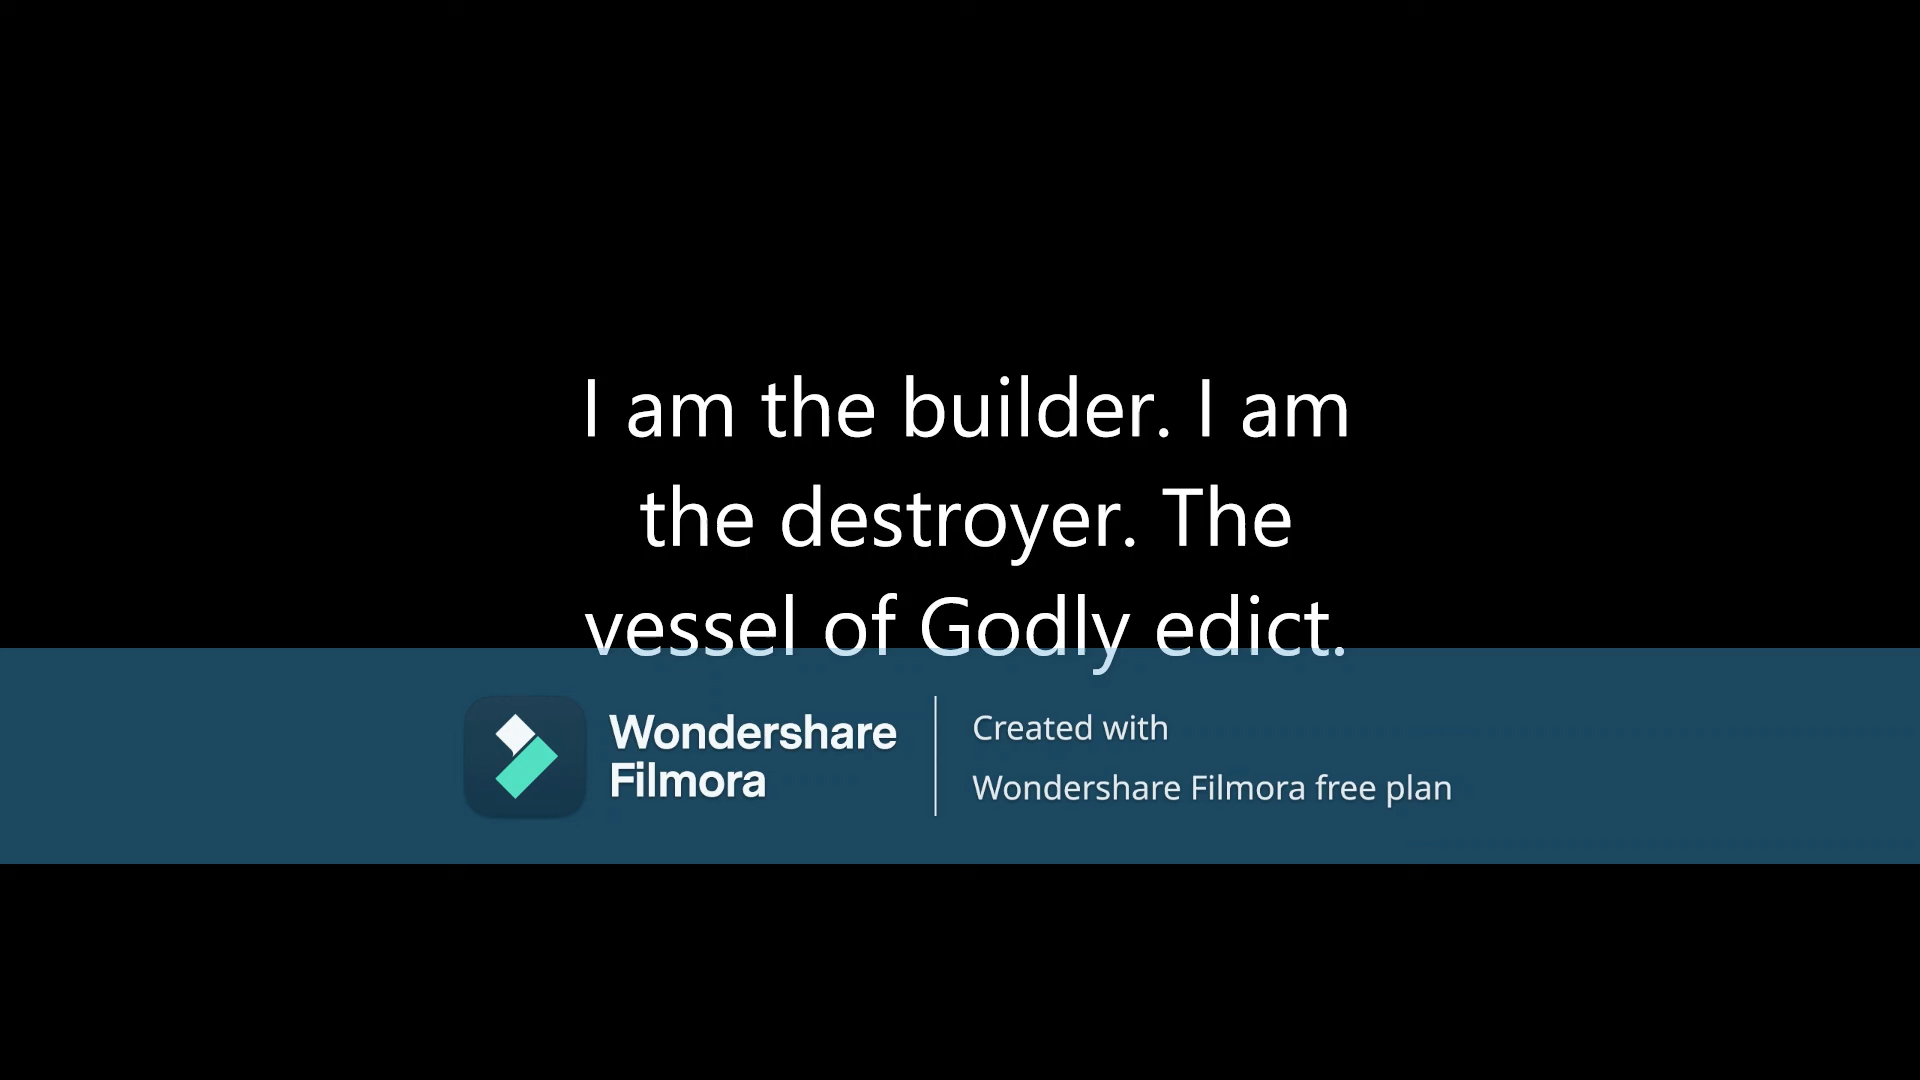 I am the builder. I am
the destroyer. The
vessel of Godly edict.
Wondershare
Filmora
Created with
Wondershare Filmora free plan